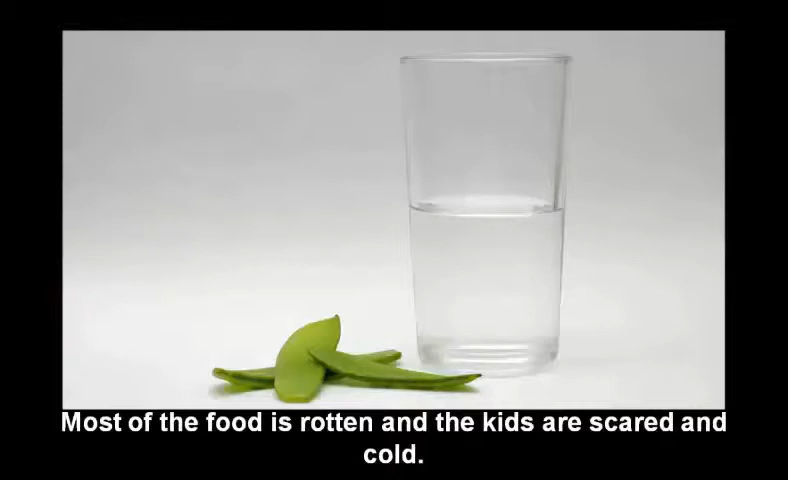 Most of the food is rotten and the kids are scared and
cold.